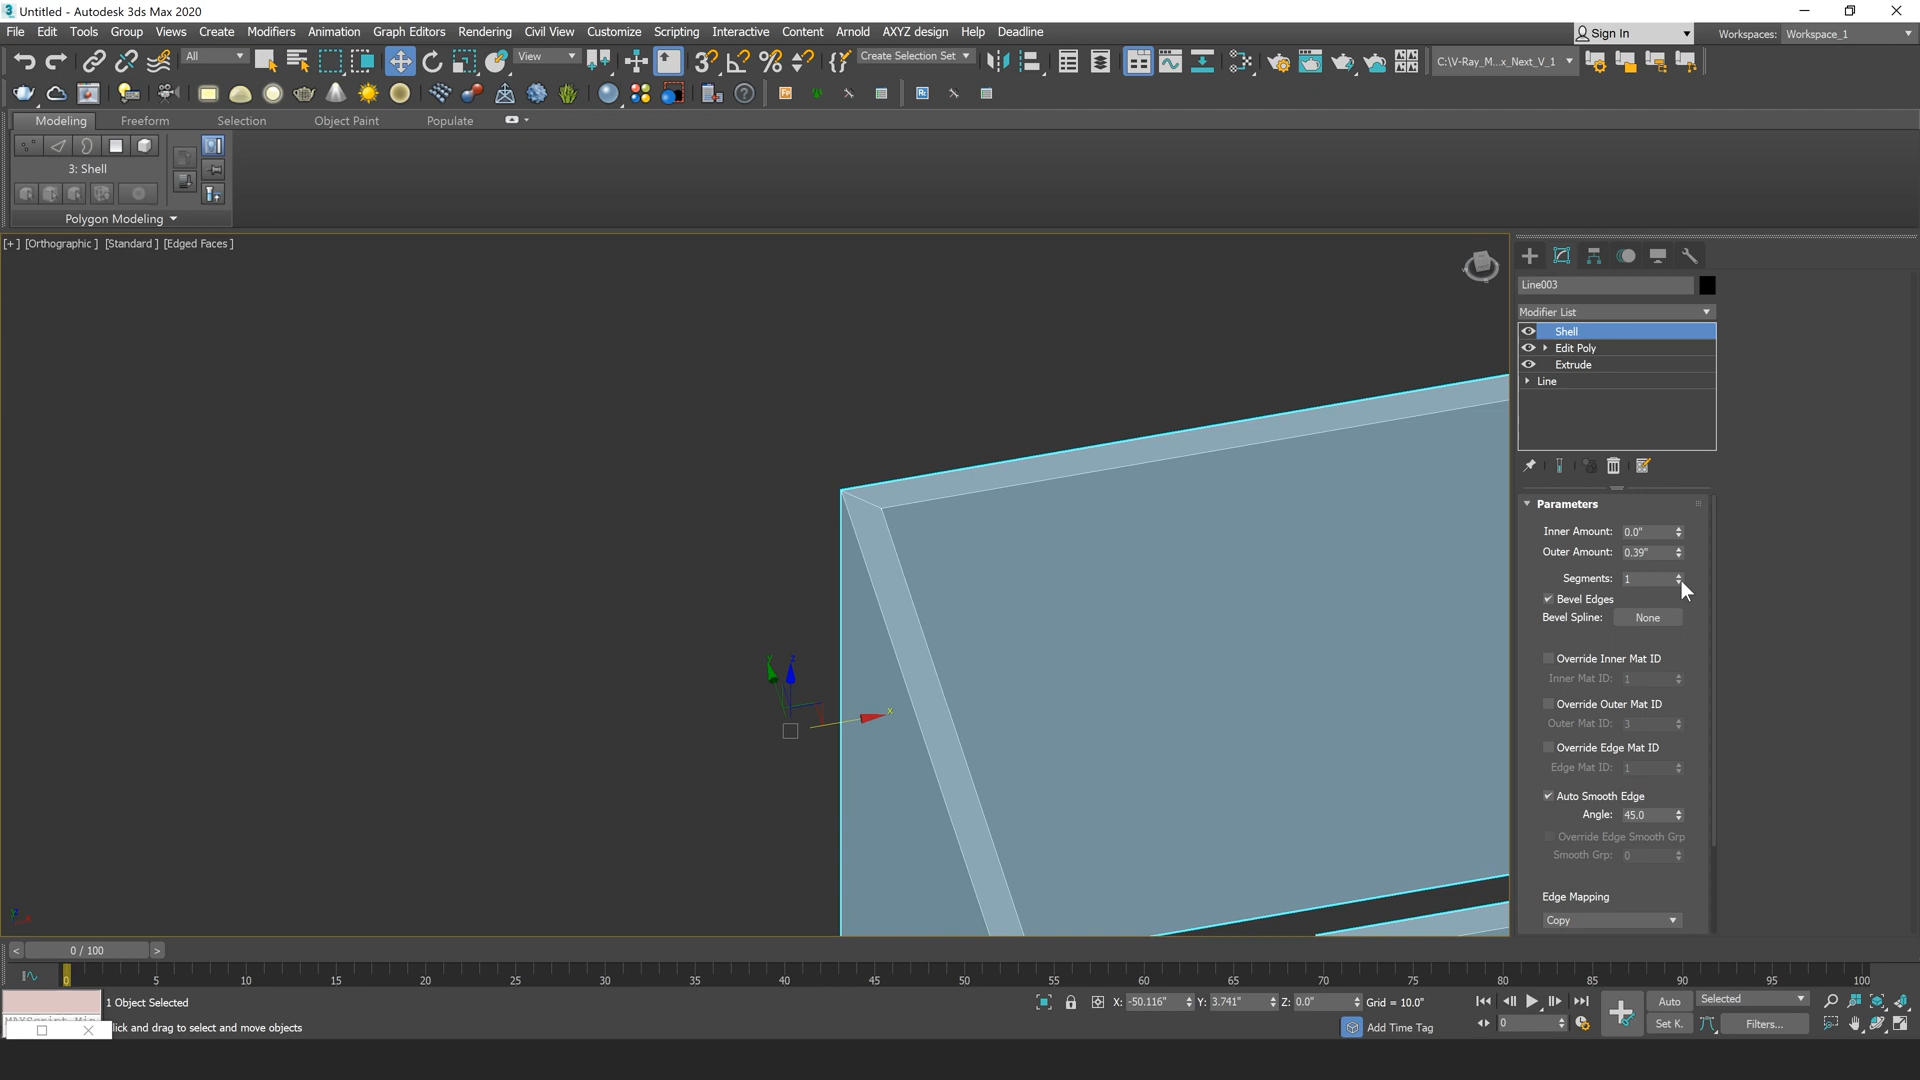 Untitled - Autodesk 3ds Max 2020
File Edit Tools Group Views Create Modifiers Animation Graph Editors Rendering Civil View Customize Scripting Interactive Content Arnold AXYZ design Help Deadline
Sign In
Workspaces: Workspace_1
All
View
Create Selection Set
C:\V-Ray_M...x_Next_V_1
Modeling Freeform Selection Object Paint Populate
3: Shell
Polygon Modeling
[+] [Orthographic] [Standard] [Edged Faces]
Line003
Modifier List
Shell
Edit Poly
Extrude
Line
Parameters
Inner Amount: 0.0"
Outer Amount: 0.39"
Segments: 1
Bevel Edges
Bevel Spline: None
Override Inner Mat ID
Inner Mat ID: 1
Override Outer Mat ID
Outer Mat ID: 3
Override Edge Mat ID
Edge Mat ID: 1
Auto Smooth Edge
Angle: 45.0
Override Edge Smooth Grp
Smooth Grp: 0
Edge Mapping
Copy
y z
x
< 0 / 100 >
0 5 10 15 20 25 30 35 40 45 50 55 60 65 70 75 80 85 90 95 100
1 Object Selected
X: -50.116" Y: 3.741" Z: 0.0" Grid = 10.0"
Auto Selected
lick and drag to select and move objects
Add Time Tag
0
Set K. Filters...